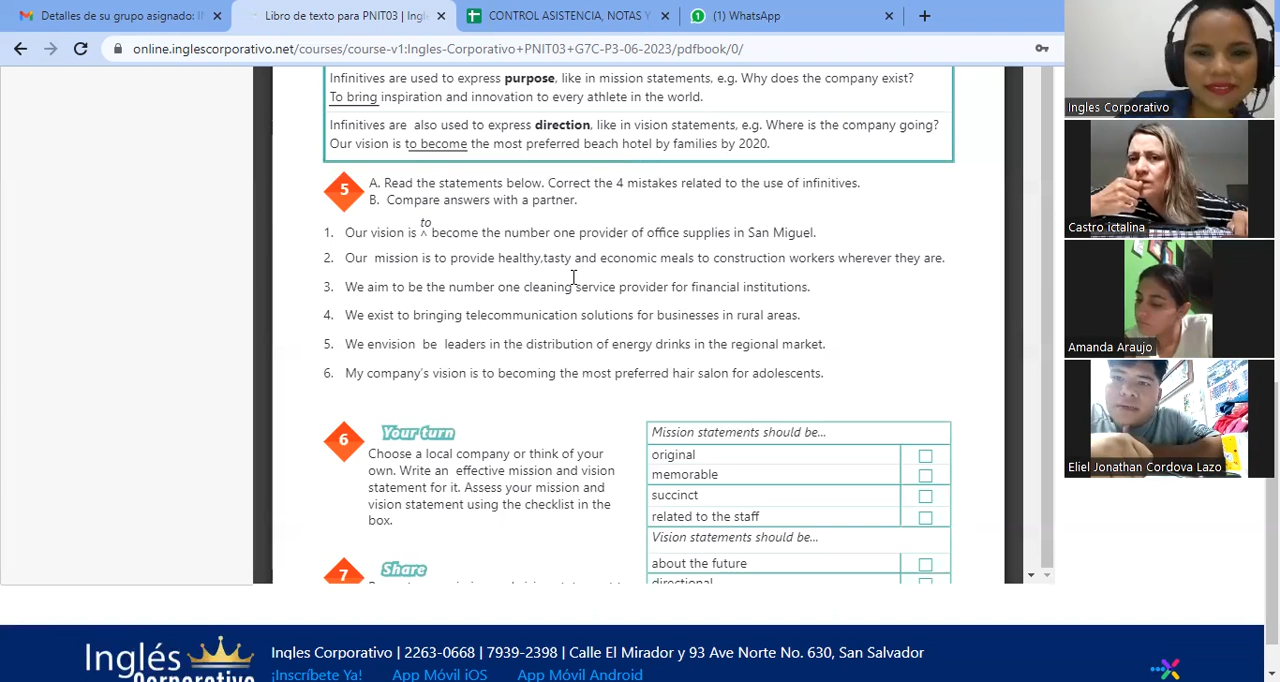 Detalles de su grupo asignado: IN
Libro de texto para PNIT03 | Ingl
CONTROL ASISTENCIA, NOTAS Y
(1) WhatsApp
online.inglescorporativo.net/courses/course-v1:Ingles-Corporativo+PNIT03+G7C-P3-06-2023/pdfbook/0/
Infinitives are used to express purpose, like in mission statements, e.g. Why does the company exist?
To bring inspiration and innovation to every athlete in the world.
Infinitives are also used to express direction, like in vision statements, e.g. Where is the company going?
Our vision is to become the most preferred beach hotel by families by 2020.
5
A. Read the statements below. Correct the 4 mistakes related to the use of infinitives.
B. Compare answers with a partner.
to
1. Our vision is ^ become the number one provider of office supplies in San Miguel.
2. Our mission is to provide healthy,tasty and economic meals to construction workers wherever they are.
3. We aim to be the number one cleaning service provider for financial institutions.
4. We exist to bringing telecommunication solutions for businesses in rural areas.
5. We envision be leaders in the distribution of energy drinks in the regional market.
6. My company's vision to becoming the most preferred hair salon for adolescents.
6
Your turn
Choose a local company or think of your
own. Write an effective mission and vision
statement for it. Assess your mission and
vision statement using the checklist in the
box.
Mission statements should be...
original
memorable
succinct
related to the staff
Vision statements should be...
about the future
directional
7
Share
Ingles Corporativo
Castro ictalina
Amanda Araujo
Eliel Jonathan Cordova Lazo
Inglés
Corporativo
Ingles Corporativo | 2263-0668 | 7939-2398 | Calle El Mirador y 93 Ave Norte No. 630, San Salvador
¡Inscríbete Ya!
App Móvil iOS
App Móvil Android